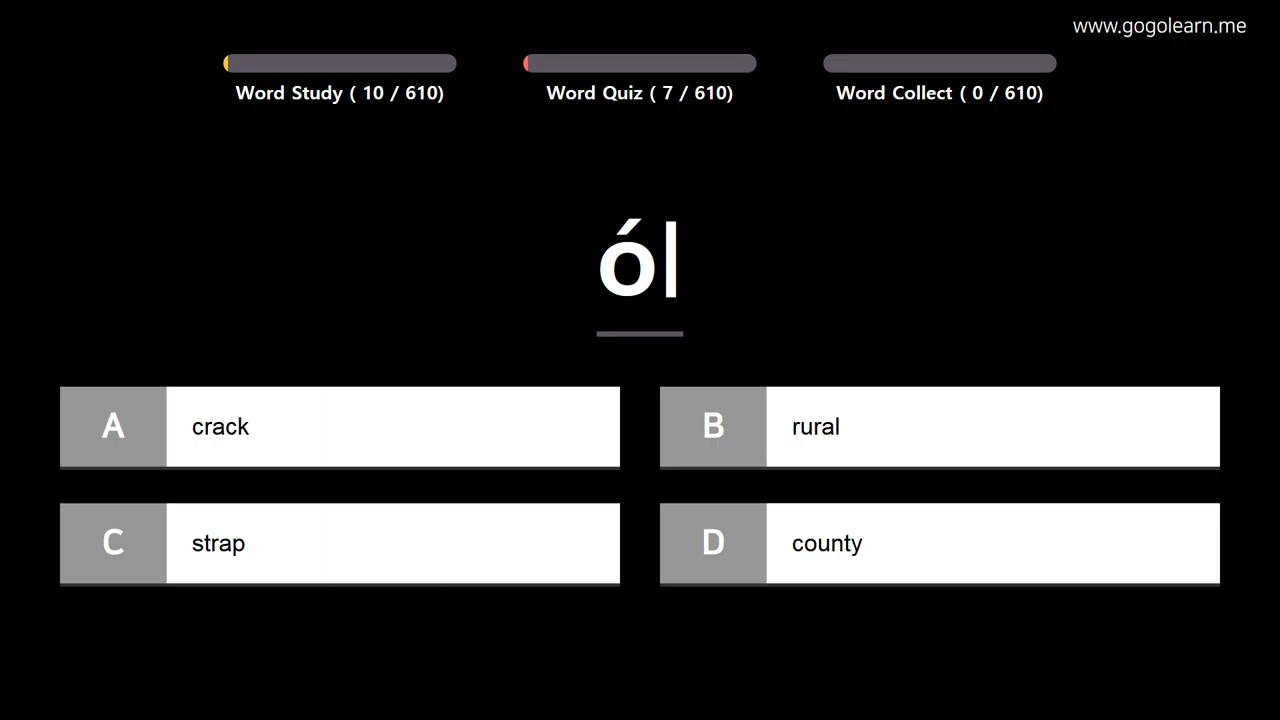 www.gogolearn.me
Word Study ( 10 / 610)
Word Quiz ( 7 / 610)
Word Collect ( 0 / 610)
ól
A crack
B rural
C strap
D county